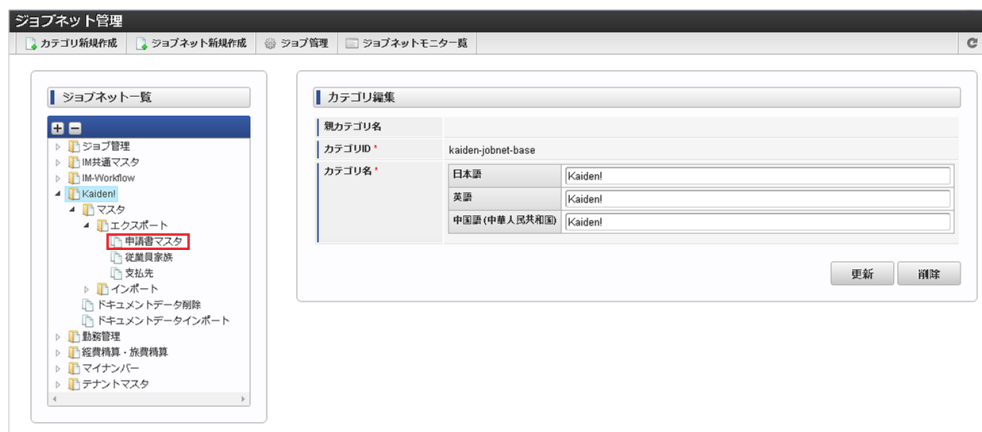 ジョブネット管理
カテゴリ新規作成 ジョブネット新規作成 ジョブ管理 ジョブネットモニター覧
ジョブネット一覧
ジョブ管理
IM共通マスタ
IM-Workflow
Kaiden!
マスタ
エクスポート
申請書マスタ
従業員家族
支払先
インポート
ドキュメントデータ削除
ドキュメントデータインポート
勤務管理
経費精算・旅費精算
マイナンバー
テナントマスタ
カテゴリ編集
親カテゴリ名
カテゴリID * kaiden-jobnet-base
カテゴリ名 *
日本語 Kaiden!
英語 Kaiden!
中国語 (中華人民共和国) Kaiden!
更新 削除